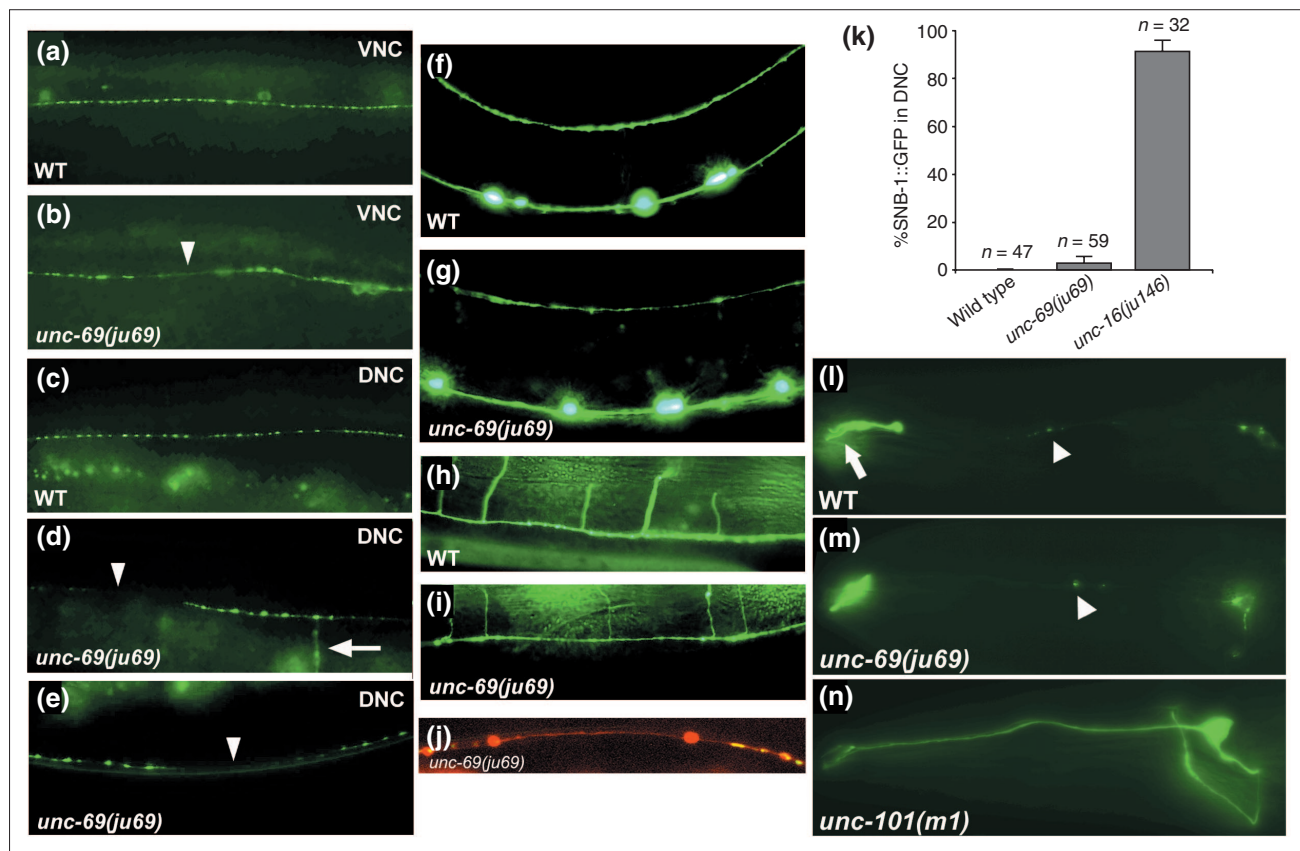 (a)
VNC
WT
(b)
VNC
unc-69(ju69)
(c)
DNC
WT
(d)
DNC
unc-69(ju69)
(e)
DNC
unc-69(ju69)
(f)
WT
(g)
unc-69(ju69)
(h)
WT
(i)
unc-69(ju69)
(j)
unc-69(ju69)
(k)
%SNB-1::GFP in DNC
100
80
60
40
20
0
n = 47
n = 59
n = 32
Wild type
unc-69(ju69)
unc-16(ju146)
(l)
WT
(m)
unc-69(ju69)
(n)
unc-101(m1)